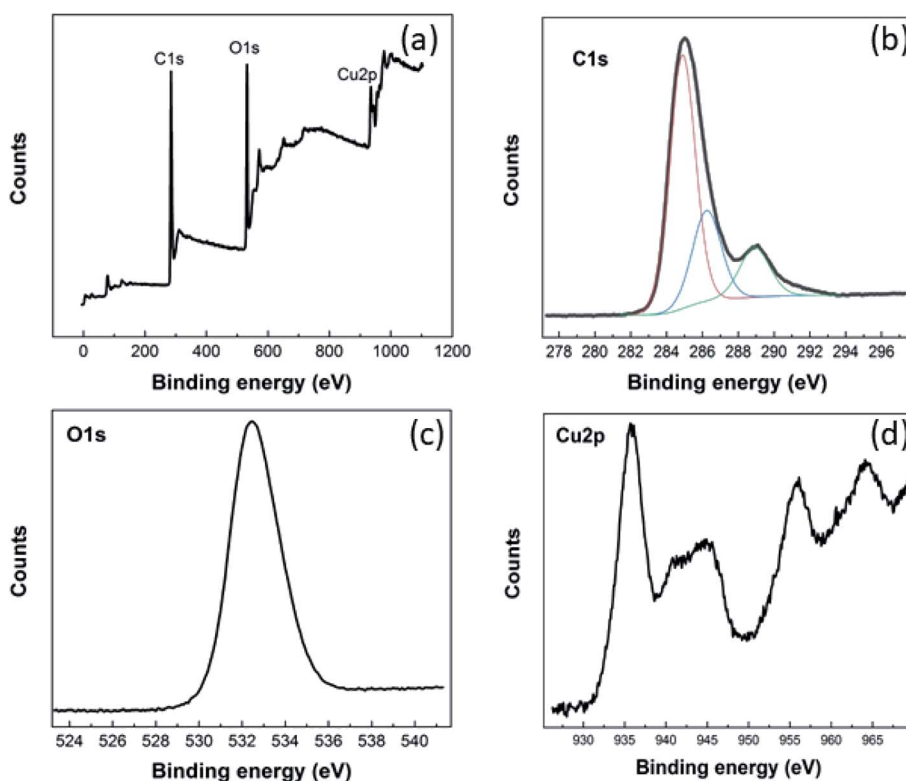 (a)
C1s
O1s
Cu2p
Counts
0 200 400 600 800 1000 1200
Binding energy (eV)
(b)
C1s
Counts
278 280 282 284 286 288 290 292 294 296
Binding energy (eV)
O1s
(c)
Counts
524 526 528 530 532 534 536 538 540
Binding energy (eV)
Cu2p
(d)
Counts
930 935 940 945 950 955 960 965
Binding energy (eV)